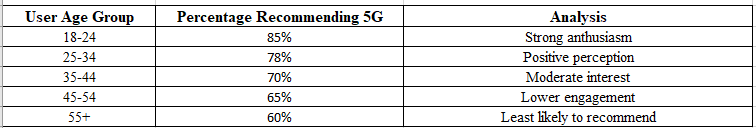 User Age Group Percentage Recommending 5G Analysis
18-24 85% Strong anthusiasm
25-34 78% Positive perception
35-44 70% Moderate interest
45-54 65% Lower engagement
55+ 60% Least likely to recommend